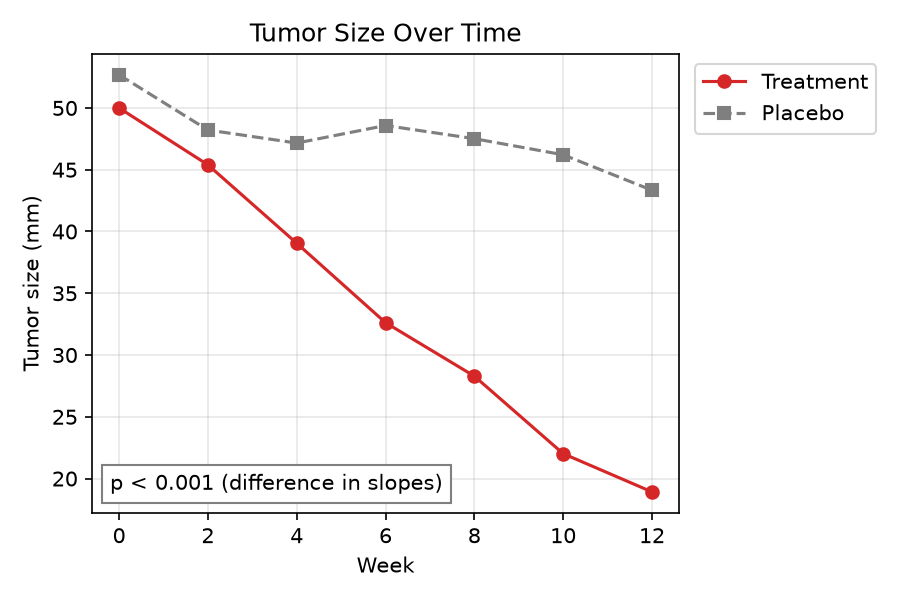 Tumor Size Over Time
Treatment
Placebo
Tumor size (mm)
50
45
40
35
30
25
20
p < 0.001 (difference in slopes)
0 2 4 6 8 10 12
Week